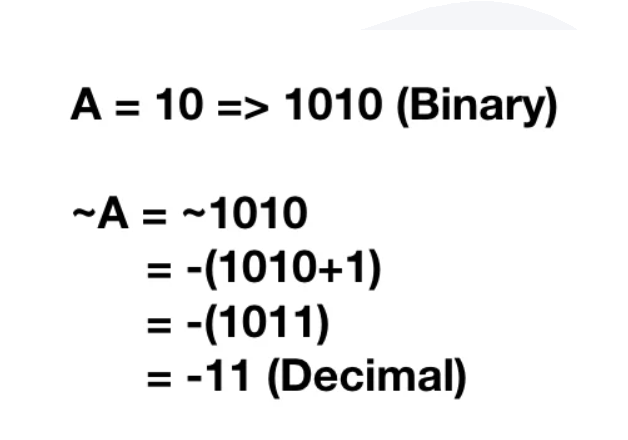 A = 10 => 1010 (Binary)
~A = ~1010
= -(1010+1)
= -(1011)
= -11 (Decimal)